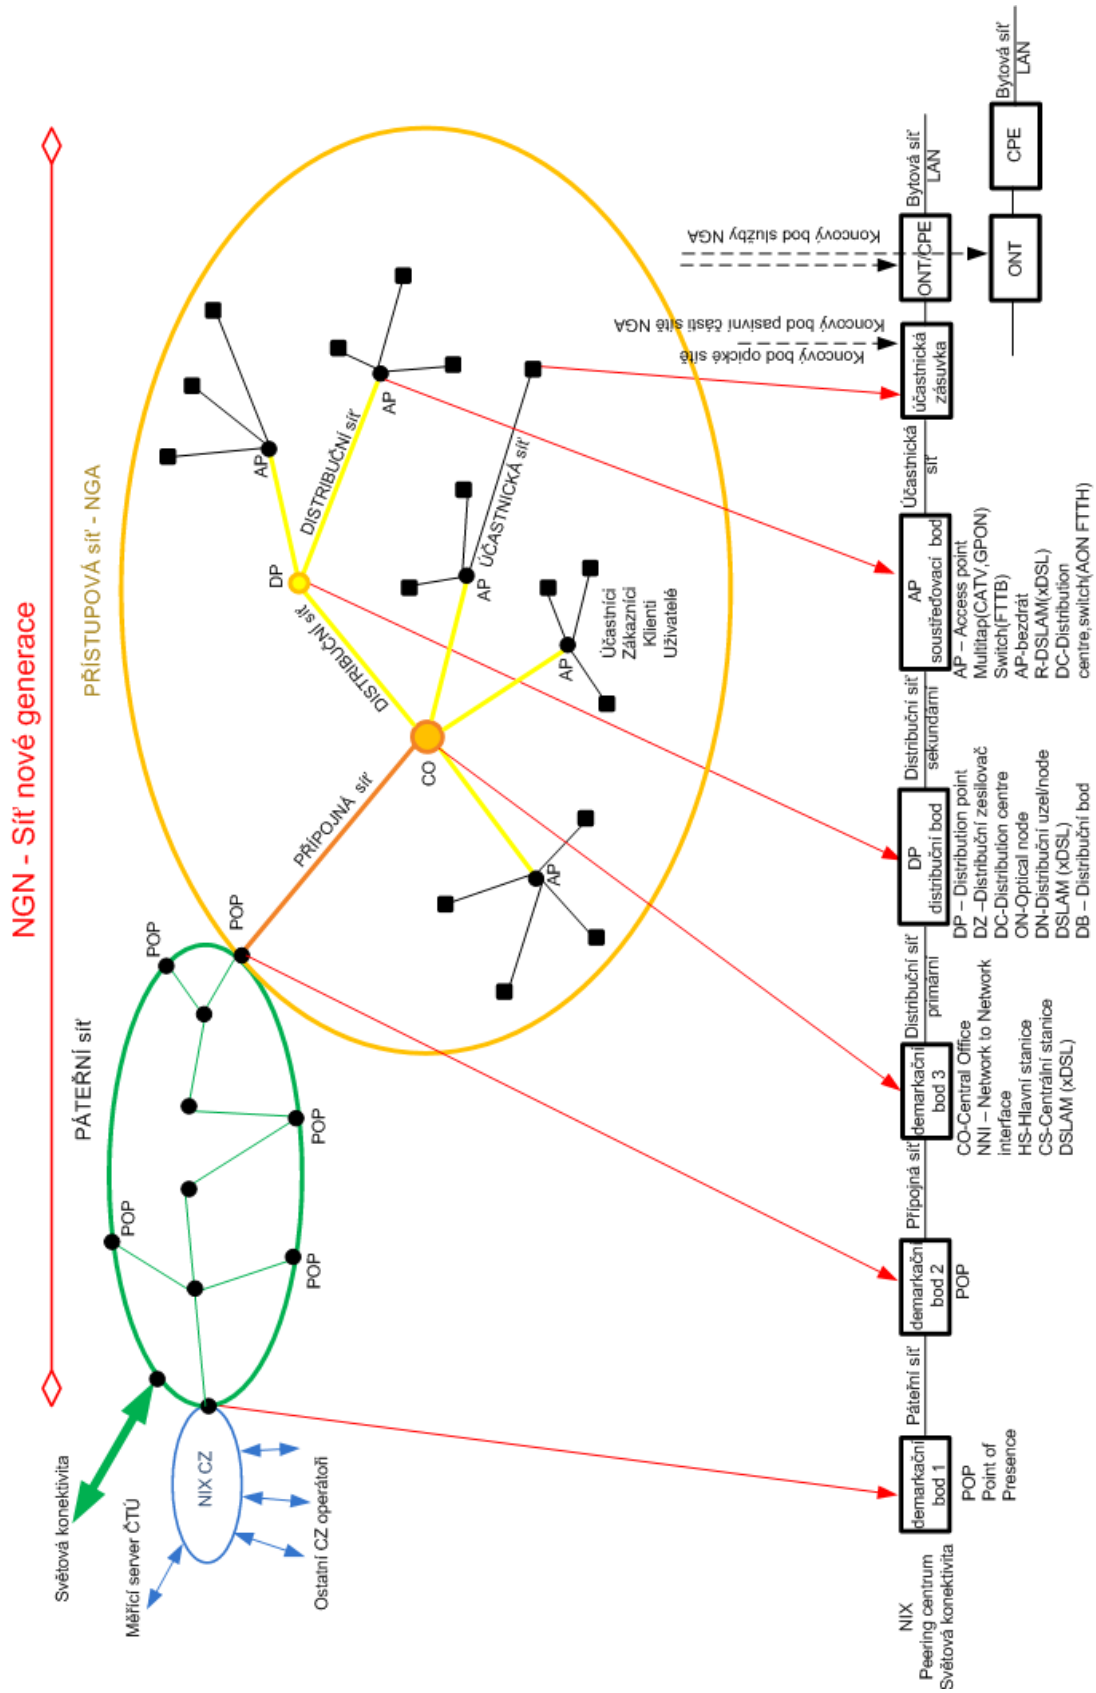 NGN - Síť nové generace
PŘÍSTUPOVÁ síť - NGA
PÁTEŘNÍ síť
Světová konektivita
Měřící server ČTÚ
NIX CZ
Ostatní CZ operátoři
POP
POP
POP
POP
POP
PŘÍPOJNÁ síť
CO
DISTRIBUČNÍ síť
DP
DISTRIBUČNÍ síť
AP
AP
AP
ÚČASTNICKÁ síť
AP
AP
Účastníci
Zákazníci
Klienti
Uživatelé
Koncový bod opické sítě
Koncový bod pasivní části sítě NGA
Koncový bod služby NGA
NIX
Peering centrum
Světová konektivita
demarkační
bod 1
POP
Point of
Presence
Páteřní síť
demarkační
bod 2
POP
Přípojná síť
demarkační
bod 3
CO-Central Office
NNI – Network to Network
interface
HS-Hlavní stanice
CS-Centrální stanice
DSLAM (xDSL)
Distribuční síť
primární
DP
distribuční bod
DP – Distribution point
DZ –Distribuční zesilovač
DC-Distribution centre
ON-Optical node
DN-Distribuční uzel/node
DSLAM (xDSL)
DB – Distribuční bod
Distribuční síť
sekundární
AP
soustřeďovací bod
AP – Access point
Multitap(CATV,GPON)
Switch(FTTB)
AP-bezdrát
R-DSLAM(xDSL)
DC-Distribution
centre,switch(AON FTTH)
Účastnická
síť
účastnická
zásuvka
ONT/CPE
Bytová síť
LAN
ONT
CPE
Bytová síť
LAN